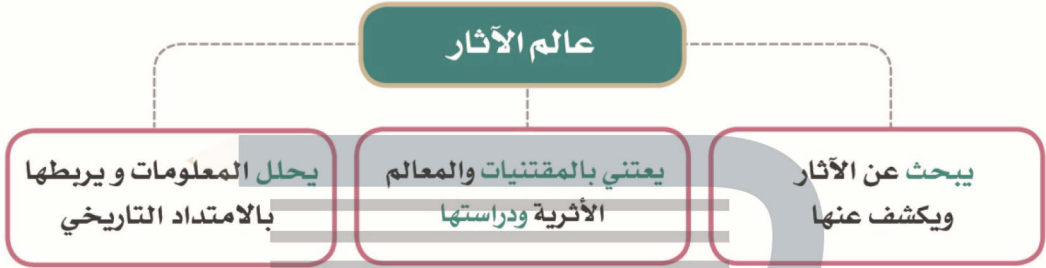 عالم الآثار
يبحث عن الآثار
ويكشف عنها
يعتني بالمقتنيات والمعالم
الأثرية ودراستها
يحلل المعلومات و يربطها
بالامتداد التاريخي